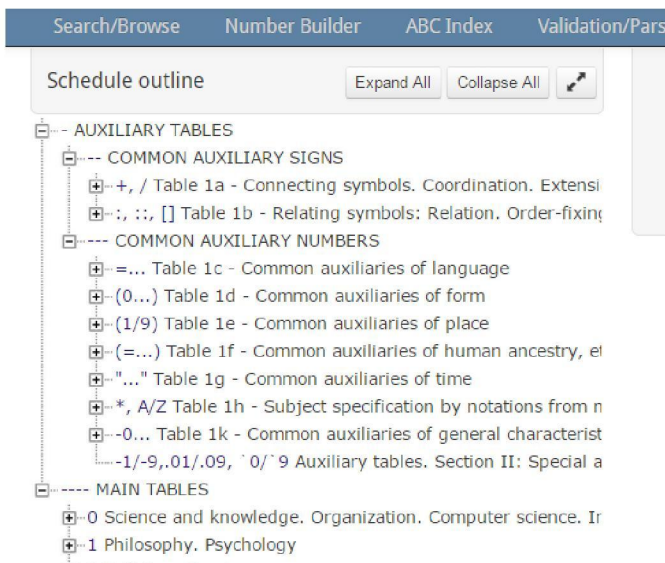 Search/Browse Number Builder ABC Index Validation/Pars
Schedule outline Expand All Collapse All
- AUXILIARY TABLES
-- COMMON AUXILIARY SIGNS
+, / Table 1a - Connecting symbols. Coordination. Extensi
:, ::, [] Table 1b - Relating symbols: Relation. Order-fixing
--- COMMON AUXILIARY NUMBERS
=... Table 1c - Common auxiliaries of language
(0...) Table 1d - Common auxiliaries of form
(1/9) Table 1e - Common auxiliaries of place
(=...) Table 1f - Common auxiliaries of human ancestry, et
"..." Table 1g - Common auxiliaries of time
*, A/Z Table 1h - Subject specification by notations from n
-0... Table 1k - Common auxiliaries of general characterist
-1/-9,.01/.09, `0/`9 Auxiliary tables. Section II: Special a
---- MAIN TABLES
0 Science and knowledge. Organization. Computer science. Ir
1 Philosophy. Psychology